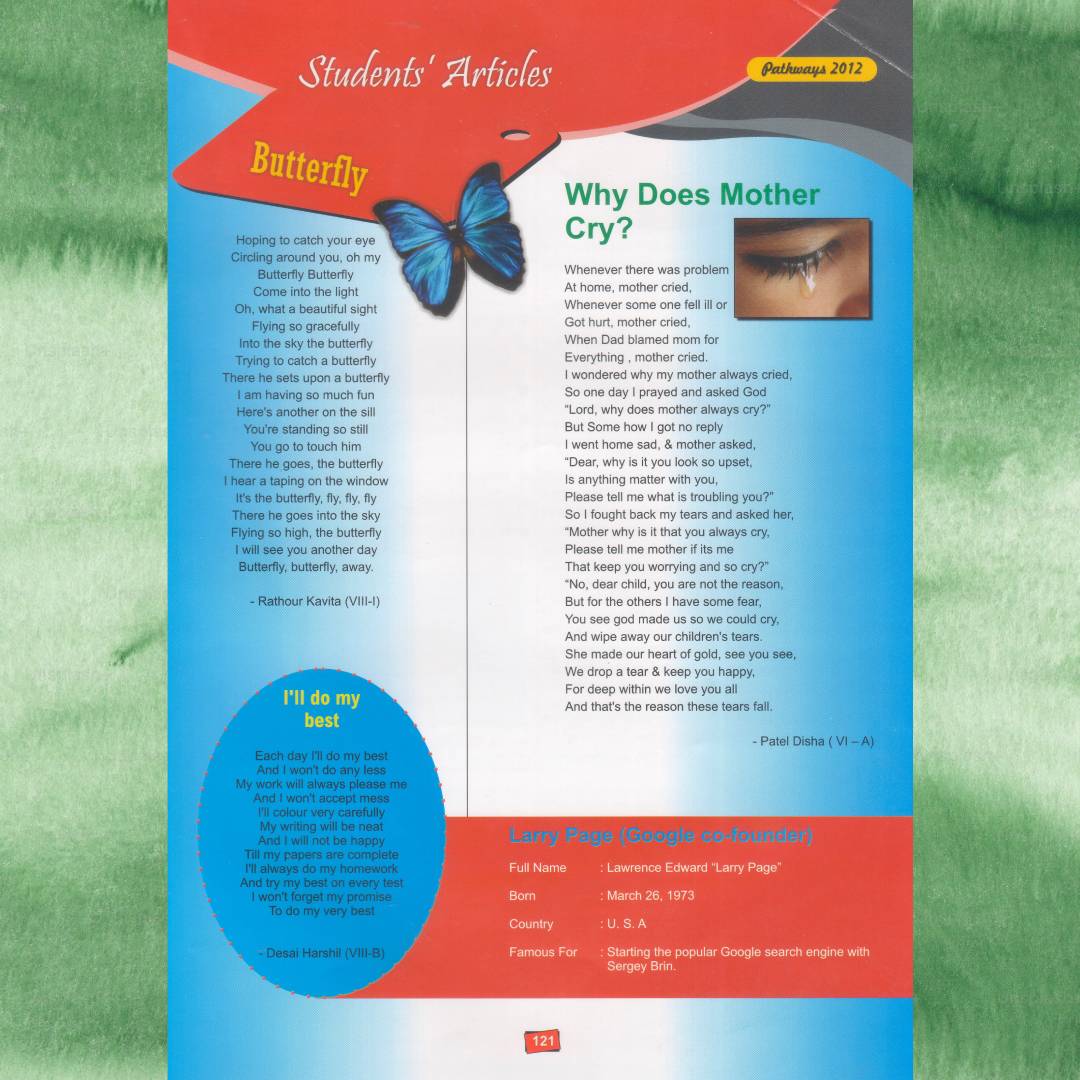 Students' Articles
Pathways 2012
Butterfly
Hoping to catch your eye
Circling around you, oh my
Butterfly Butterfly
Come into the light
Oh, what a beautiful sight
Flying so gracefully
Into the sky the butterfly
Trying to catch a butterfly
There he sets upon a butterfly
I am having so much fun
Here's another on the sill
You're standing so still
You go to touch him
There he goes, the butterfly
I hear a taping on the window
It's the butterfly, fly, fly, fly
There he goes into the sky
Flying so high, the butterfly
I will see you another day
Butterfly, butterfly, away.
- Rathour Kavita (VIII-I)
I'll do my
best
Each day I'll do my best
And I won't do any less
My work will always please me
And I won't accept mess
I'll colour very carefully
My writing will be neat
And I will not be happy
Till my papers are complete
I'll always do my homework
And try my best on every test
I won't forget my promise
To do my very best
- Desai Harshil (VIII-B)
Why Does Mother
Cry?
Whenever there was problem
At home, mother cried,
Whenever some one fell ill or
Got hurt, mother cried,
When Dad blamed mom for
Everything , mother cried.
I wondered why my mother always cried,
So one day I prayed and asked God
“Lord, why does mother always cry?”
But Some how I got no reply
I went home sad, & mother asked,
“Dear, why is it you look so upset,
Is anything matter with you,
Please tell me what is troubling you?”
So I fought back my tears and asked her,
“Mother why is it that you always cry,
Please tell me mother if its me
That keep you worrying and so cry?”
“No, dear child, you are not the reason,
But for the others I have some fear,
You see god made us so we could cry,
And wipe away our children's tears.
She made our heart of gold, see you see,
We drop a tear & keep you happy,
For deep within we love you all
And that's the reason these tears fall.
- Patel Disha ( VI – A)
Larry Page (Google co-founder)
Full Name : Lawrence Edward “Larry Page”
Born : March 26, 1973
Country : U. S. A
Famous For : Starting the popular Google search engine with
Sergey Brin.
121